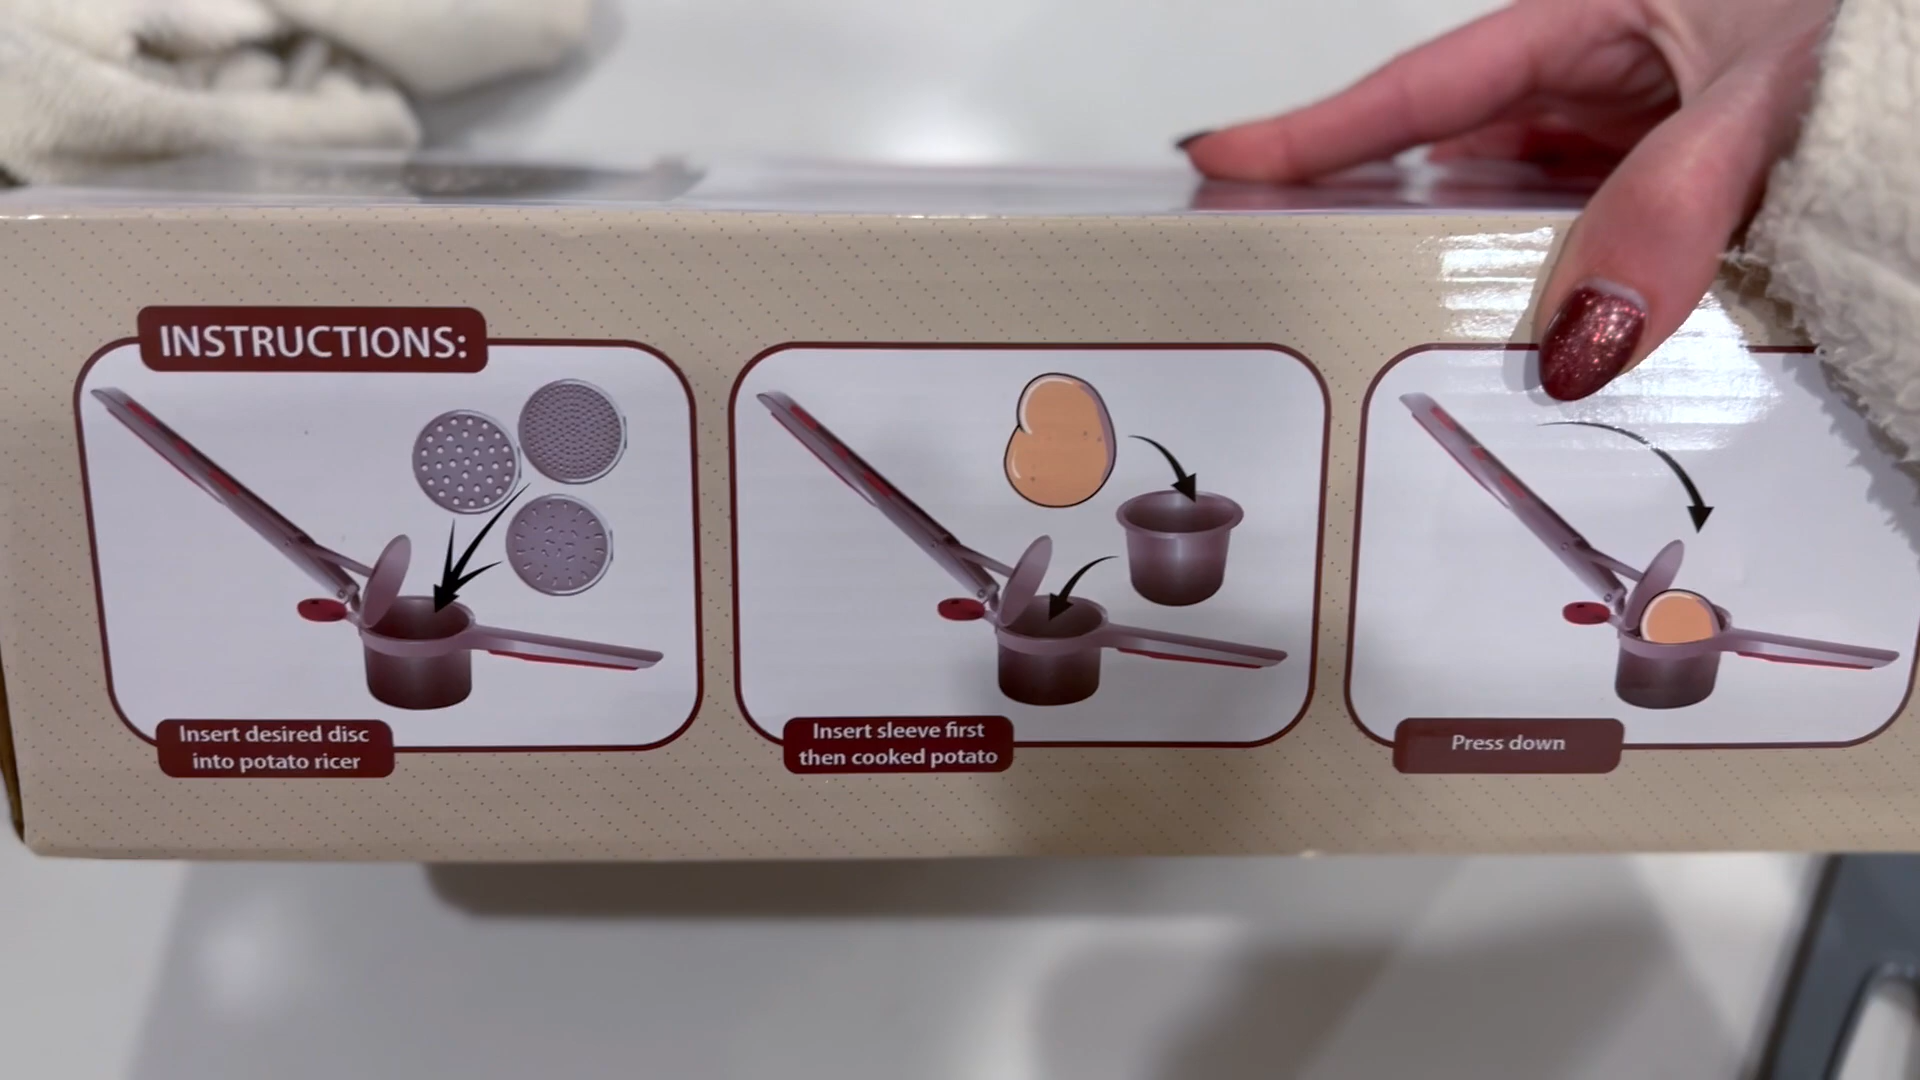 INSTRUCTIONS:
Insert desired disc
into potato ricer
Insert sleeve first
then cooked potato
Press down